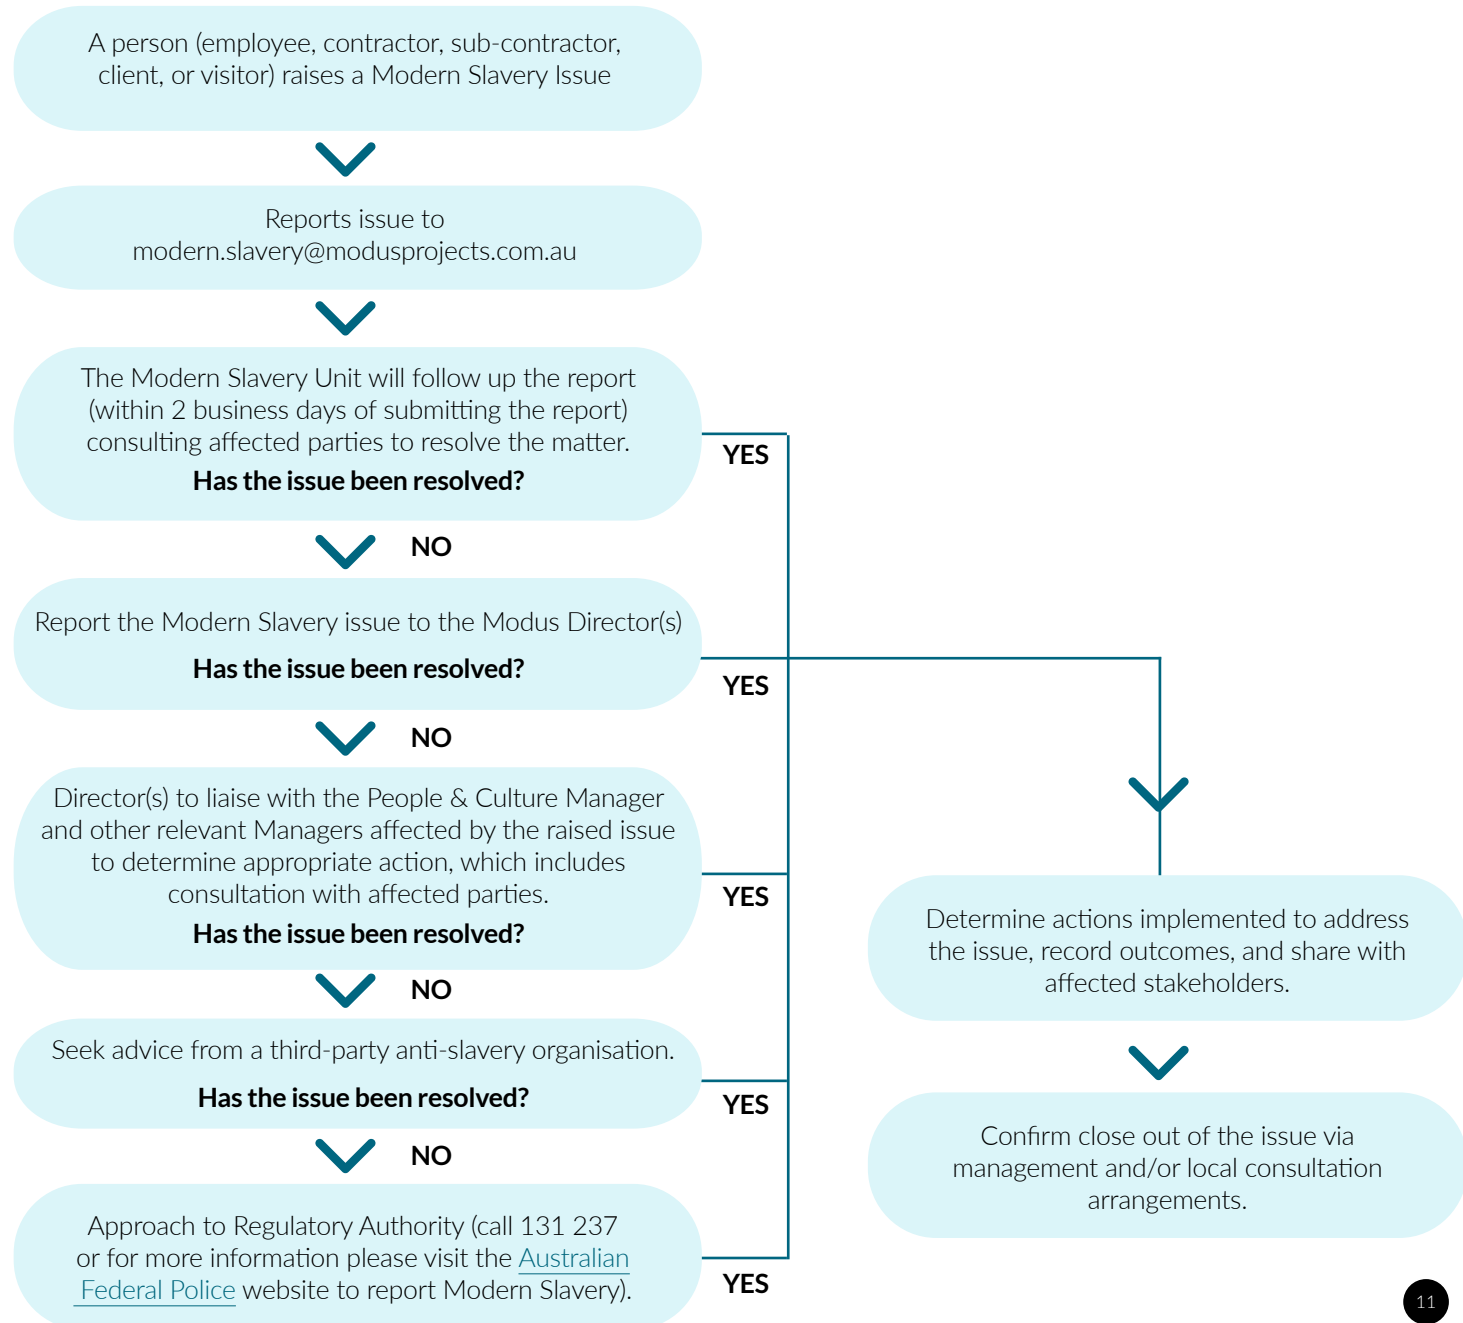 A person (employee, contractor, sub-contractor,
client, or visitor) raises a Modern Slavery Issue
Reports issue to
modern.slavery@modusprojects.com.au
The Modern Slavery Unit will follow up the report
(within 2 business days of submitting the report)
consulting affected parties to resolve the matter.
Has the issue been resolved?
YES
NO
Report the Modern Slavery issue to the Modus Director(s)
Has the issue been resolved?
YES
NO
Director(s) to liaise with the People & Culture Manager
and other relevant Managers affected by the raised issue
to determine appropriate action, which includes
consultation with affected parties.
Has the issue been resolved?
YES
NO
Seek advice from a third-party anti-slavery organisation.
Has the issue been resolved?
YES
NO
Approach to Regulatory Authority (call 131 237
or for more information please visit the Australian
Federal Police website to report Modern Slavery).
YES
Determine actions implemented to address
the issue, record outcomes, and share with
affected stakeholders.
Confirm close out of the issue via
management and/or local consultation
arrangements.
11